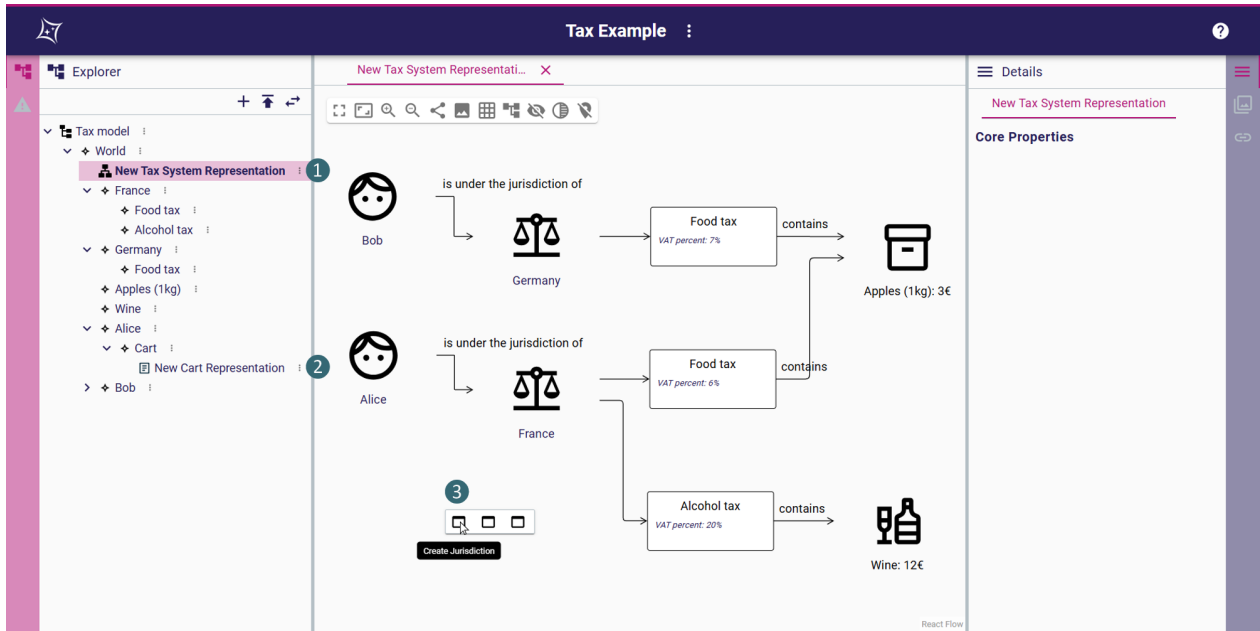 Tax Example
Explorer
New Tax System Representati...
Details
New Tax System Representation
Core Properties
Tax model
World
New Tax System Representation
1
France
Food tax
Alcohol tax
Germany
Food tax
Apples (1kg)
Wine
Alice
Cart
New Cart Representation
2
Bob
is under the jurisdiction of
Bob
Germany
Food tax
VAT percent: 7%
contains
Apples (1kg): 3€
is under the jurisdiction of
Alice
France
Food tax
VAT percent: 6%
contains
3
Create Jurisdiction
Alcohol tax
VAT percent: 20%
contains
Wine: 12€
React Flow